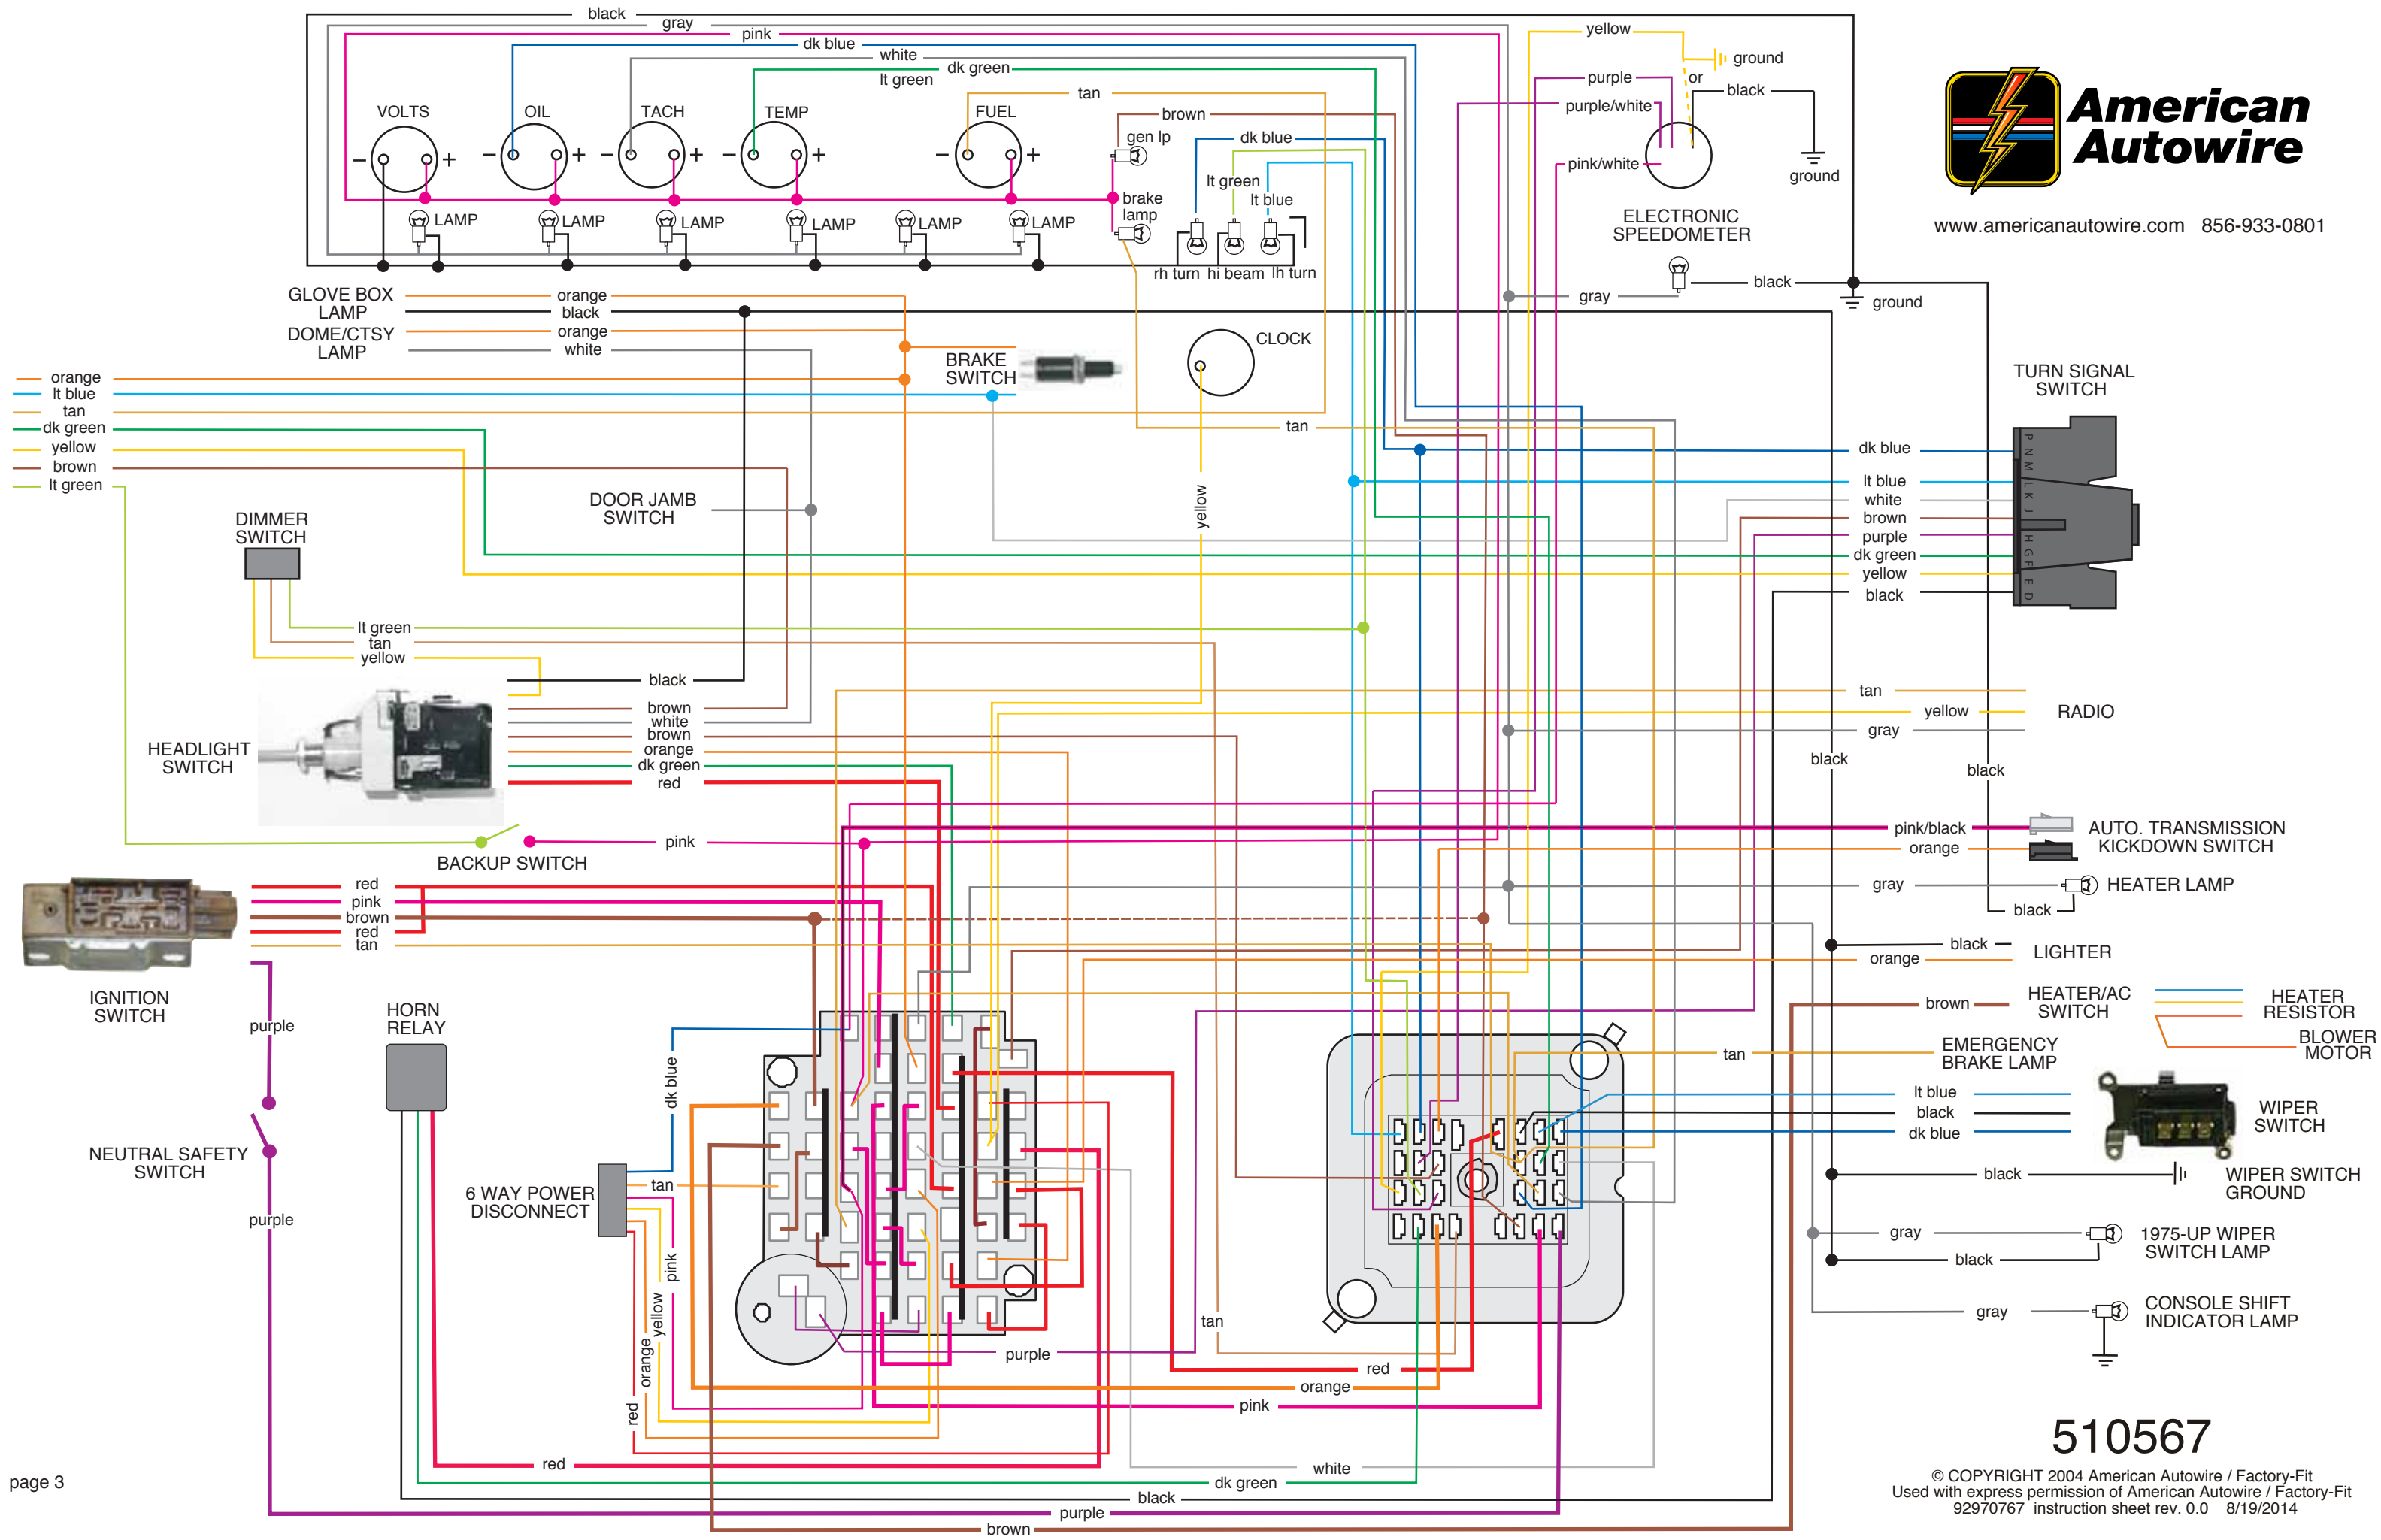 black
gray
pink
dk blue
white
lt green
dk green
tan
VOLTS
OIL
TACH
TEMP
FUEL
− +
− +
− +
− +
− +
LAMP
LAMP
LAMP
LAMP
LAMP
LAMP
brown
gen lp
brake
lamp
dk blue
lt green
lt blue
rh turn
hi beam
lh turn
yellow
ground
or
purple
black
purple/white
pink/white
ground
ELECTRONIC
SPEEDOMETER
gray
black
ground
American
Autowire
www.americanautowire.com 856-933-0801
GLOVE BOX
LAMP
orange
black
DOME/CTSY
LAMP
orange
white
BRAKE
SWITCH
CLOCK
orange
lt blue
tan
dk green
yellow
brown
lt green
tan
yellow
DOOR JAMB
SWITCH
DIMMER
SWITCH
lt green
tan
yellow
TURN SIGNAL
SWITCH
dk blue
lt blue
white
brown
purple
dk green
yellow
black
P N M L K J H G F E D
HEADLIGHT
SWITCH
black
brown
white
brown
orange
dk green
red
BACKUP SWITCH
pink
tan
yellow
gray
RADIO
black
black
pink/black
orange
AUTO. TRANSMISSION
KICKDOWN SWITCH
gray
HEATER LAMP
black
black
orange
LIGHTER
IGNITION
SWITCH
red
pink
brown
red
tan
purple
HORN
RELAY
NEUTRAL SAFETY
SWITCH
purple
6 WAY POWER
DISCONNECT
dk blue
tan
pink
yellow
orange
red
brown
HEATER/AC
SWITCH
HEATER
RESISTOR
BLOWER
MOTOR
tan
EMERGENCY
BRAKE LAMP
lt blue
black
dk blue
WIPER
SWITCH
black
WIPER SWITCH
GROUND
gray
black
1975-UP WIPER
SWITCH LAMP
gray
CONSOLE SHIFT
INDICATOR LAMP
tan
purple
red
orange
pink
red
white
dk green
black
purple
brown
page 3
510567
© COPYRIGHT 2004 American Autowire / Factory-Fit
Used with express permission of American Autowire / Factory-Fit
92970767 instruction sheet rev. 0.0 8/19/2014